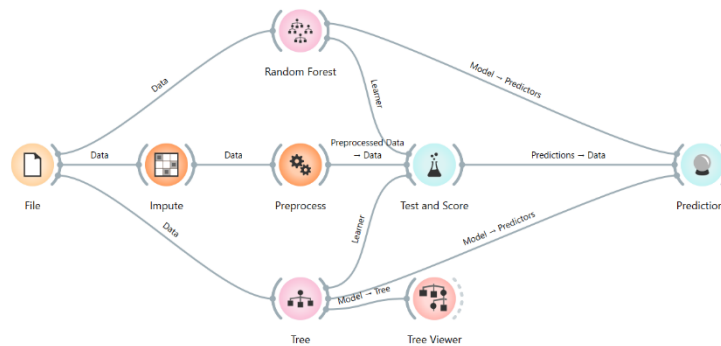 Random Forest
Data
Learner
Model → Predictors
Data
Data
Preprocessed Data
→ Data
Predictions → Data
File
Impute
Preprocess
Test and Score
Prediction
Data
Learner
Model → Predictors
Model → Tree
Tree
Tree Viewer